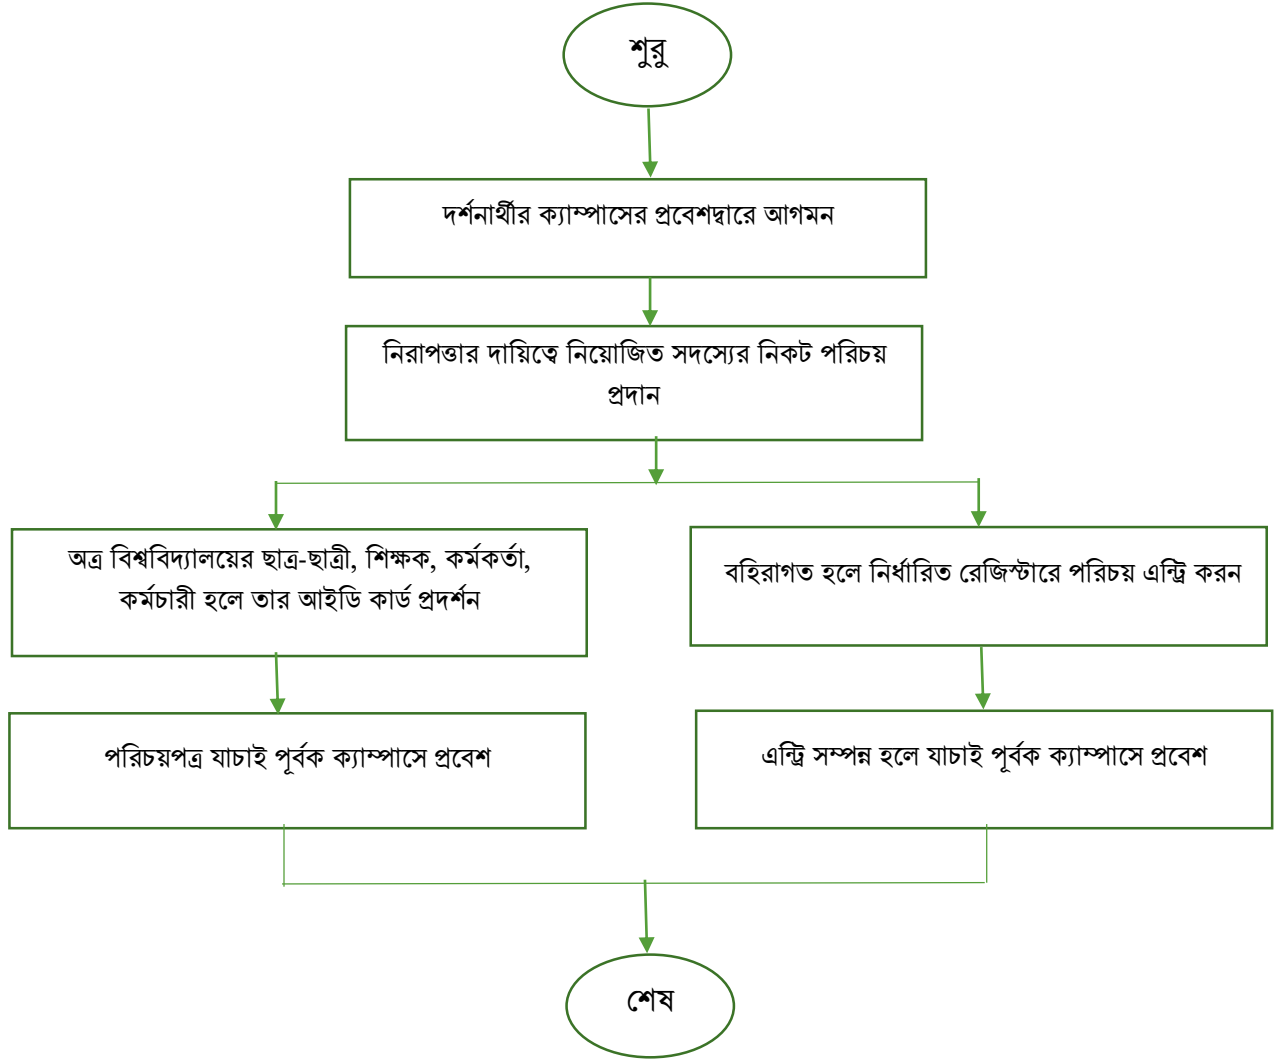 শুরু
দর্শনার্থীর ক্যাম্পাসের প্রবেশদ্বারে আগমন
নিরাপত্তার দায়িত্বে নিয়োজিত সদস্যের নিকট পরিচয়
প্রদান
অত্র বিশ্ববিদ্যালয়ের ছাত্র-ছাত্রী, শিক্ষক, কর্মকর্তা,
কর্মচারী হলে তার আইডি কার্ড প্রদর্শন
বহিরাগত হলে নির্ধারিত রেজিস্টারে পরিচয় এন্ট্রি করন
পরিচয়পত্র যাচাই পূর্বক ক্যাম্পাসে প্রবেশ
এন্ট্রি সম্পন্ন হলে যাচাই পূর্বক ক্যাম্পাসে প্রবেশ
শেষ